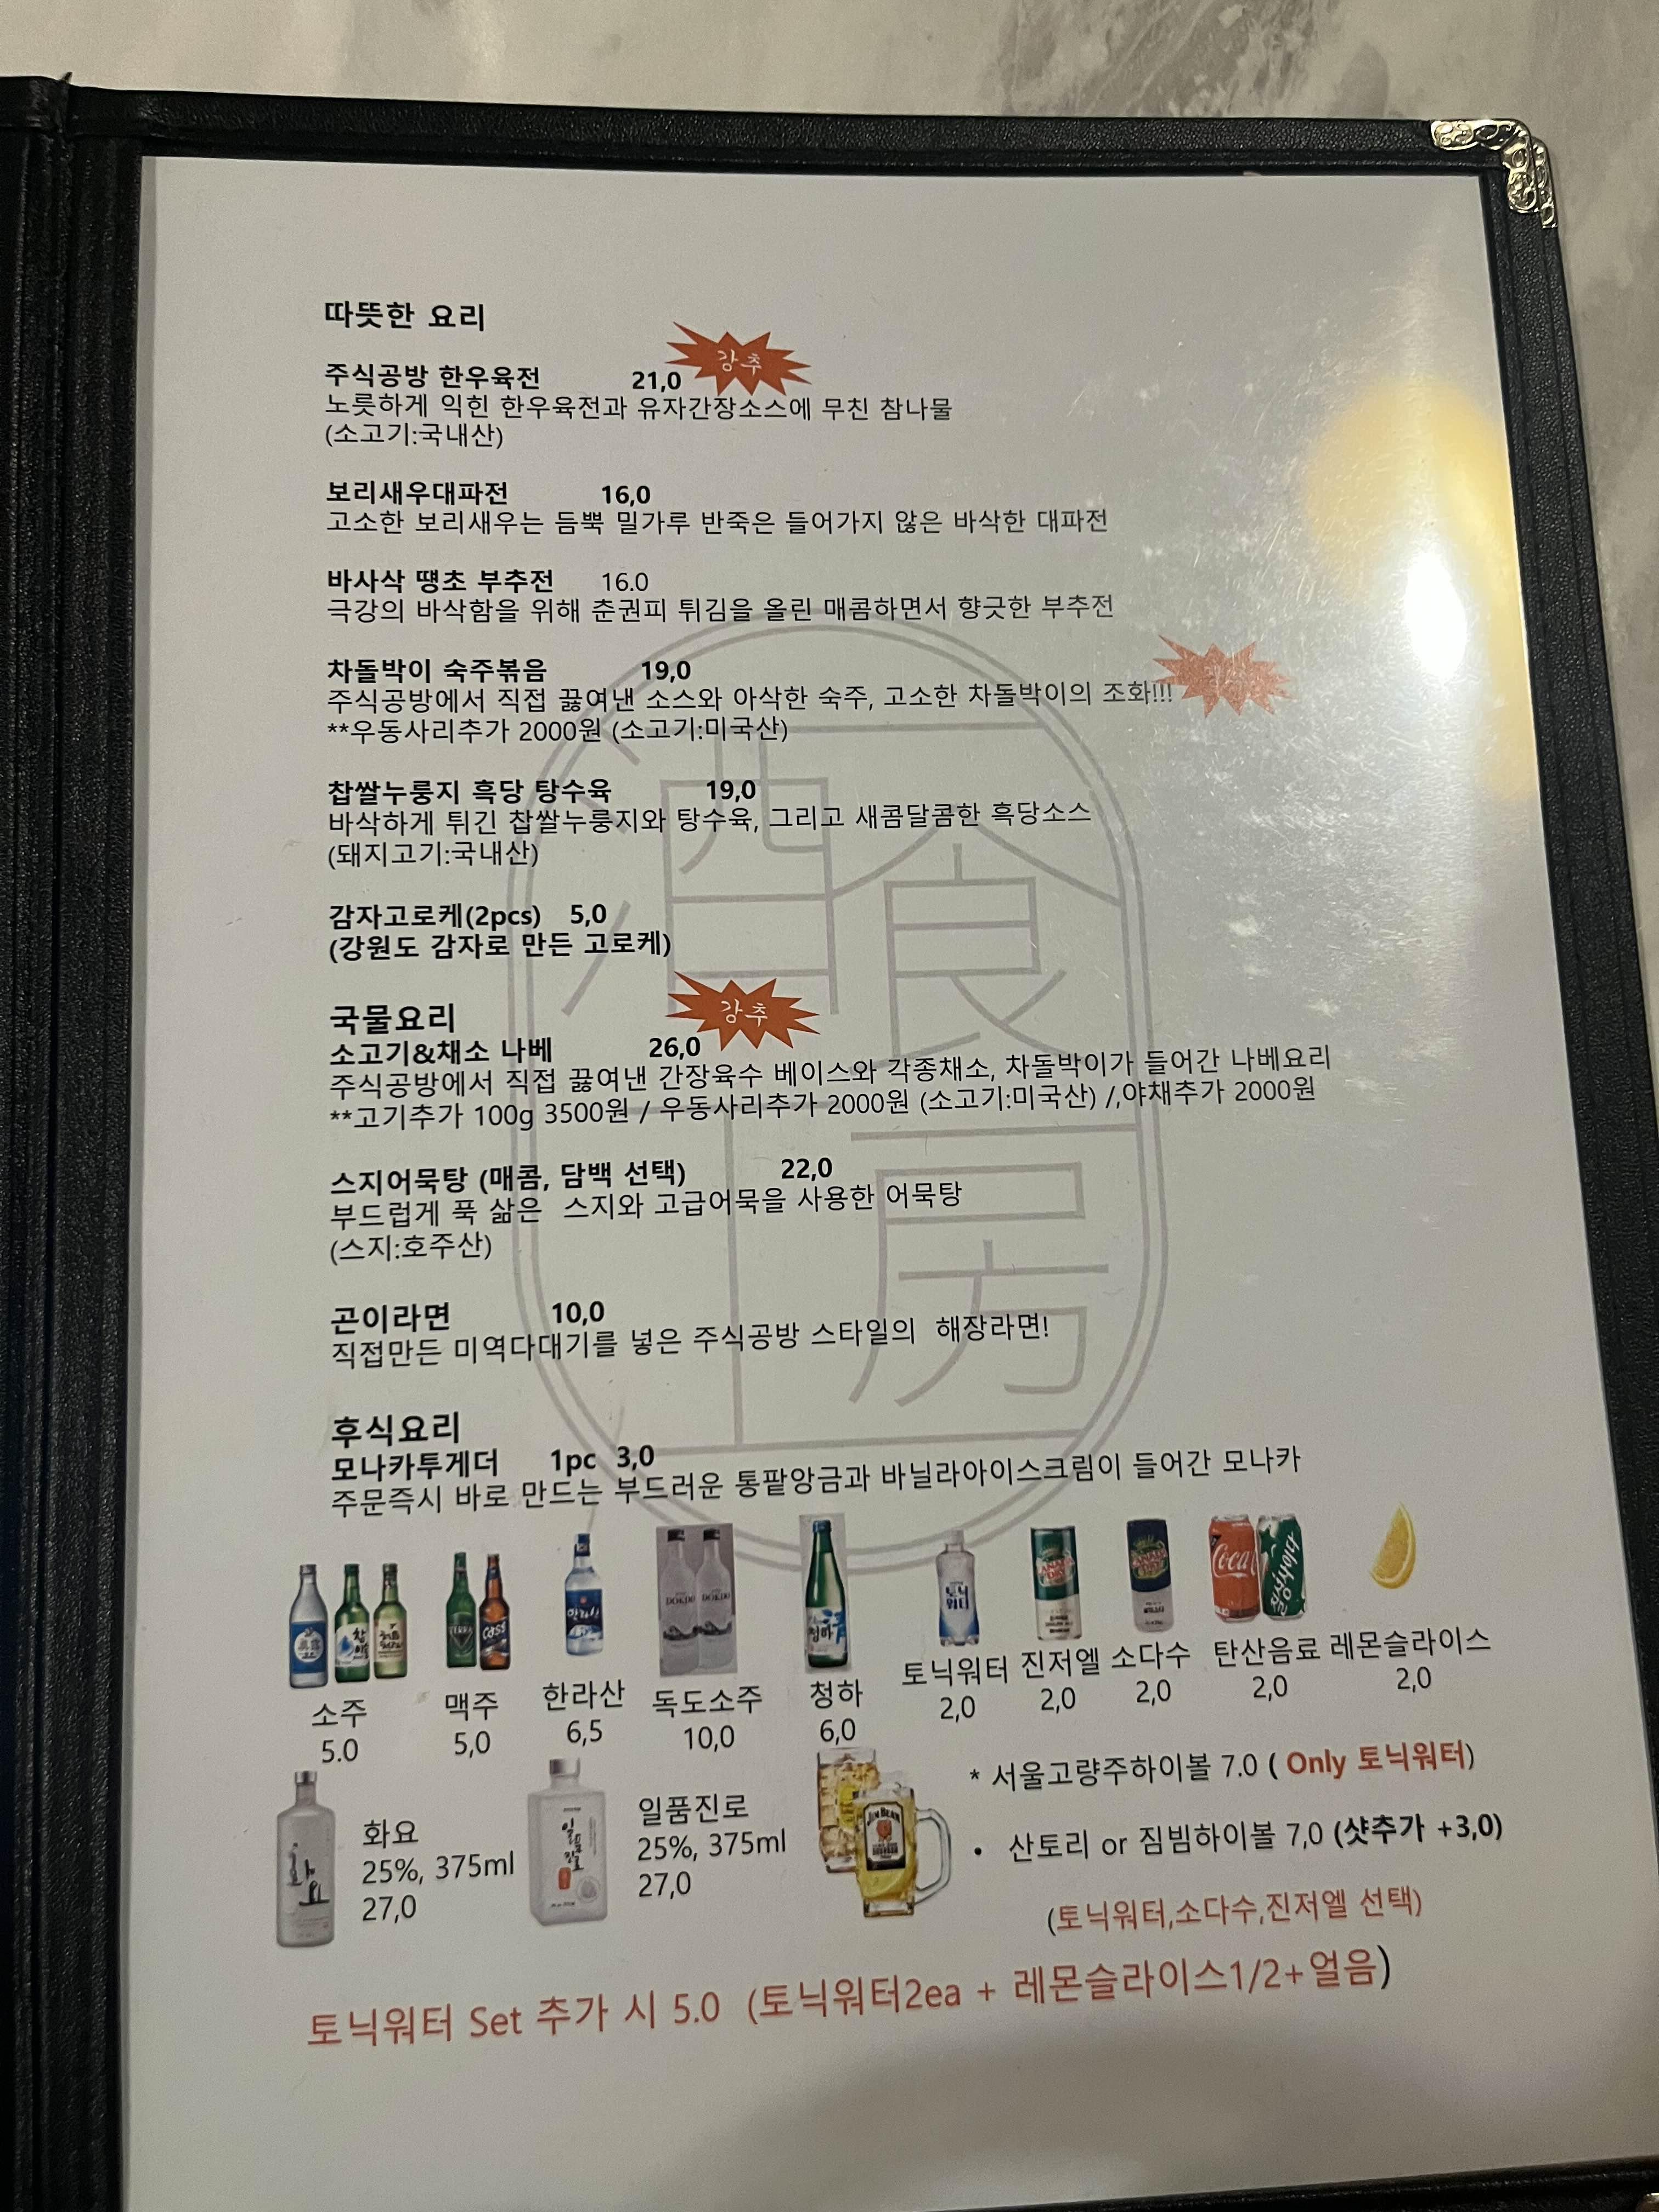 따뜻한 요리
주식공방 한우육전 21,0 강추
노릇하게 익힌 한우육전과 유자간장소스에 무친 참나물
(소고기:국내산)
보리새우대파전 16,0
고소한 보리새우는 듬뿍 밀가루 반죽은 들어가지 않은 바삭한 대파전
바사삭 땡초 부추전 16.0
극강의 바삭함을 위해 춘권피 튀김을 올린 매콤하면서 향긋한 부추전
차돌박이 숙주볶음 19,0
주식공방에서 직접 끓여낸 소스와 아삭한 숙주, 고소한 차돌박이의 조화!!!
**우동사리추가 2000원 (소고기:미국산)
찹쌀누룽지 흑당 탕수육 19,0
바삭하게 튀긴 찹쌀누룽지와 탕수육, 그리고 새콤달콤한 흑당소스
(돼지고기:국내산)
감자고로케(2pcs) 5,0
(강원도 감자로 만든 고로케)
국물요리 강추
소고기&채소 나베 26,0
주식공방에서 직접 끓여낸 간장육수 베이스와 각종채소, 차돌박이가 들어간 나베요리
**고기추가 100g 3500원 / 우동사리추가 2000원 (소고기:미국산) /,야채추가 2000원
스지어묵탕 (매콤, 담백 선택) 22,0
부드럽게 푹 삶은 스지와 고급어묵을 사용한 어묵탕
(스지:호주산)
곤이라면 10,0
직접만든 미역다대기를 넣은 주식공방 스타일의 해장라면!
후식요리
모나카투게더 1pc 3,0
주문즉시 바로 만드는 부드러운 통팥앙금과 바닐라아이스크림이 들어간 모나카
酒食
工房
소주 맥주 한라산 독도소주 청하 토닉워터 진저엘 소다수 탄산음료 레몬슬라이스
5.0 5,0 6,5 10,0 6,0 2,0 2,0 2,0 2,0 2,0
화요
25%, 375ml
27,0
일품진로
25%, 375ml
27,0
* 서울고량주하이볼 7.0 ( Only 토닉워터)
• 산토리 or 짐빔하이볼 7,0 (샷추가 +3,0)
(토닉워터,소다수,진저엘 선택)
토닉워터 Set 추가 시 5.0 (토닉워터2ea + 레몬슬라이스1/2+얼음)